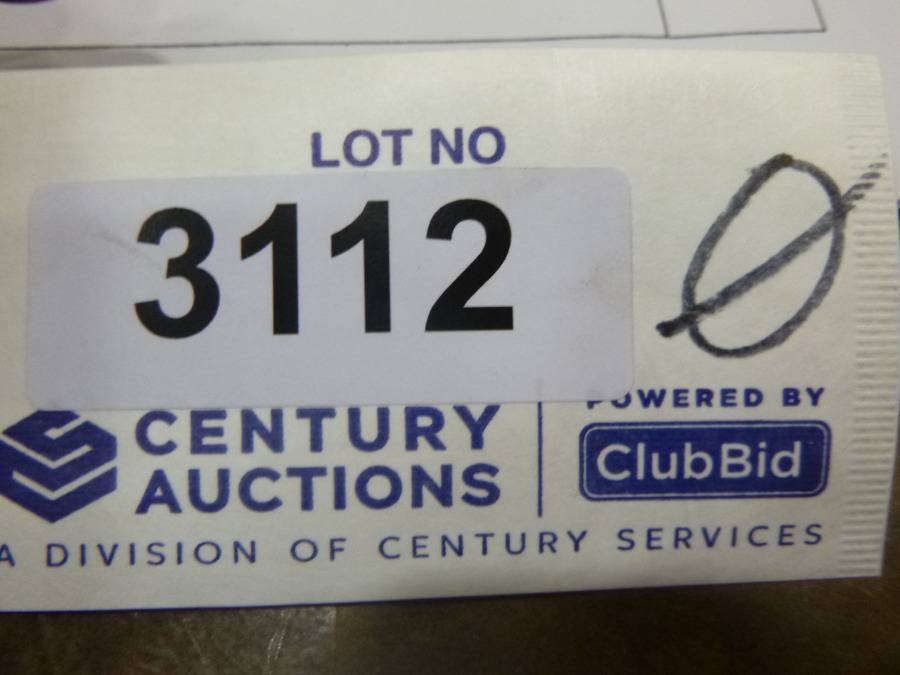 LOT NO
3112 Ø
CENTURY
AUCTIONS
POWERED BY
ClubBid
A DIVISION OF CENTURY SERVICES